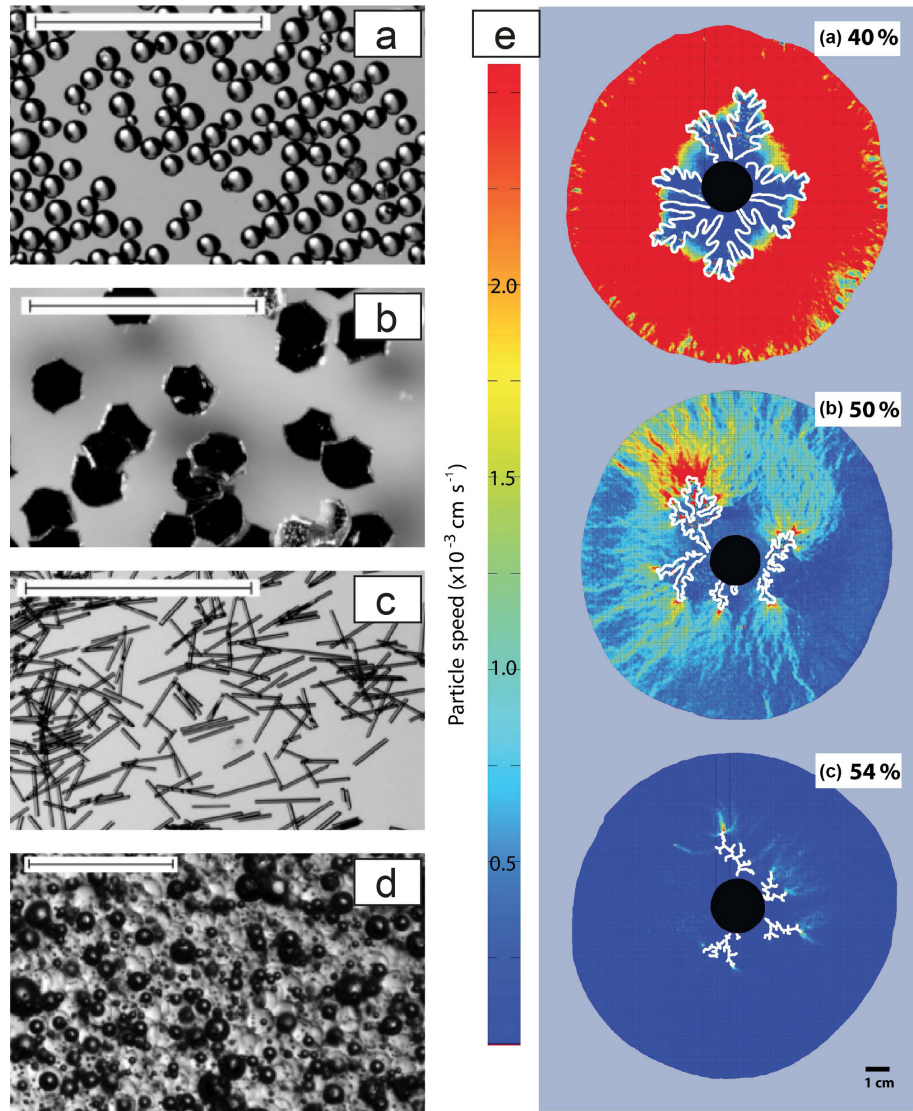 a
b
c
d
e
2.0
1.5
1.0
0.5
Particle speed (x10⁻³ cm s⁻¹)
(a) 40 %
(b) 50 %
(c) 54 %
1 cm